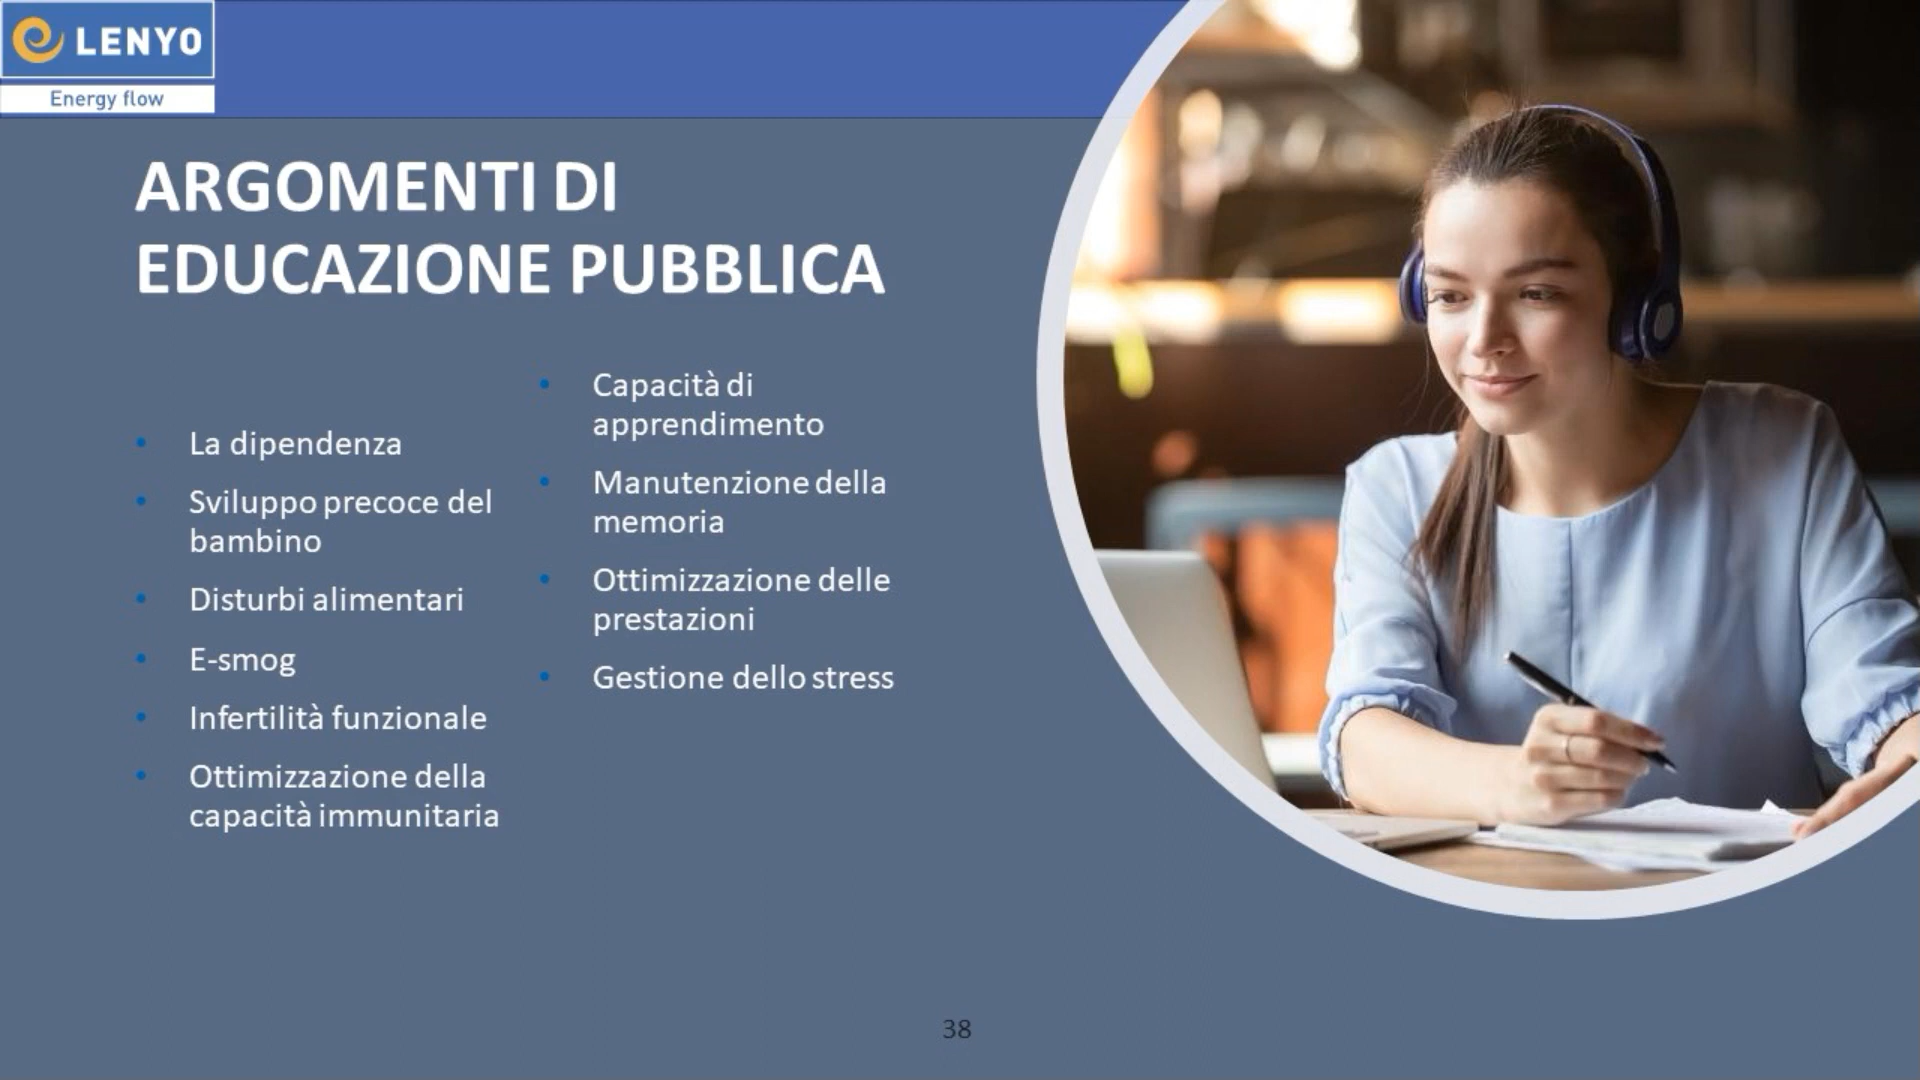 LENYO
Energy flow
ARGOMENTI DI
EDUCAZIONE PUBBLICA
• La dipendenza
• Sviluppo precoce del
bambino
• Disturbi alimentari
• E-smog
• Infertilità funzionale
• Ottimizzazione della
capacità immunitaria
• Capacità di
apprendimento
• Manutenzione della
memoria
• Ottimizzazione delle
prestazioni
• Gestione dello stress
38